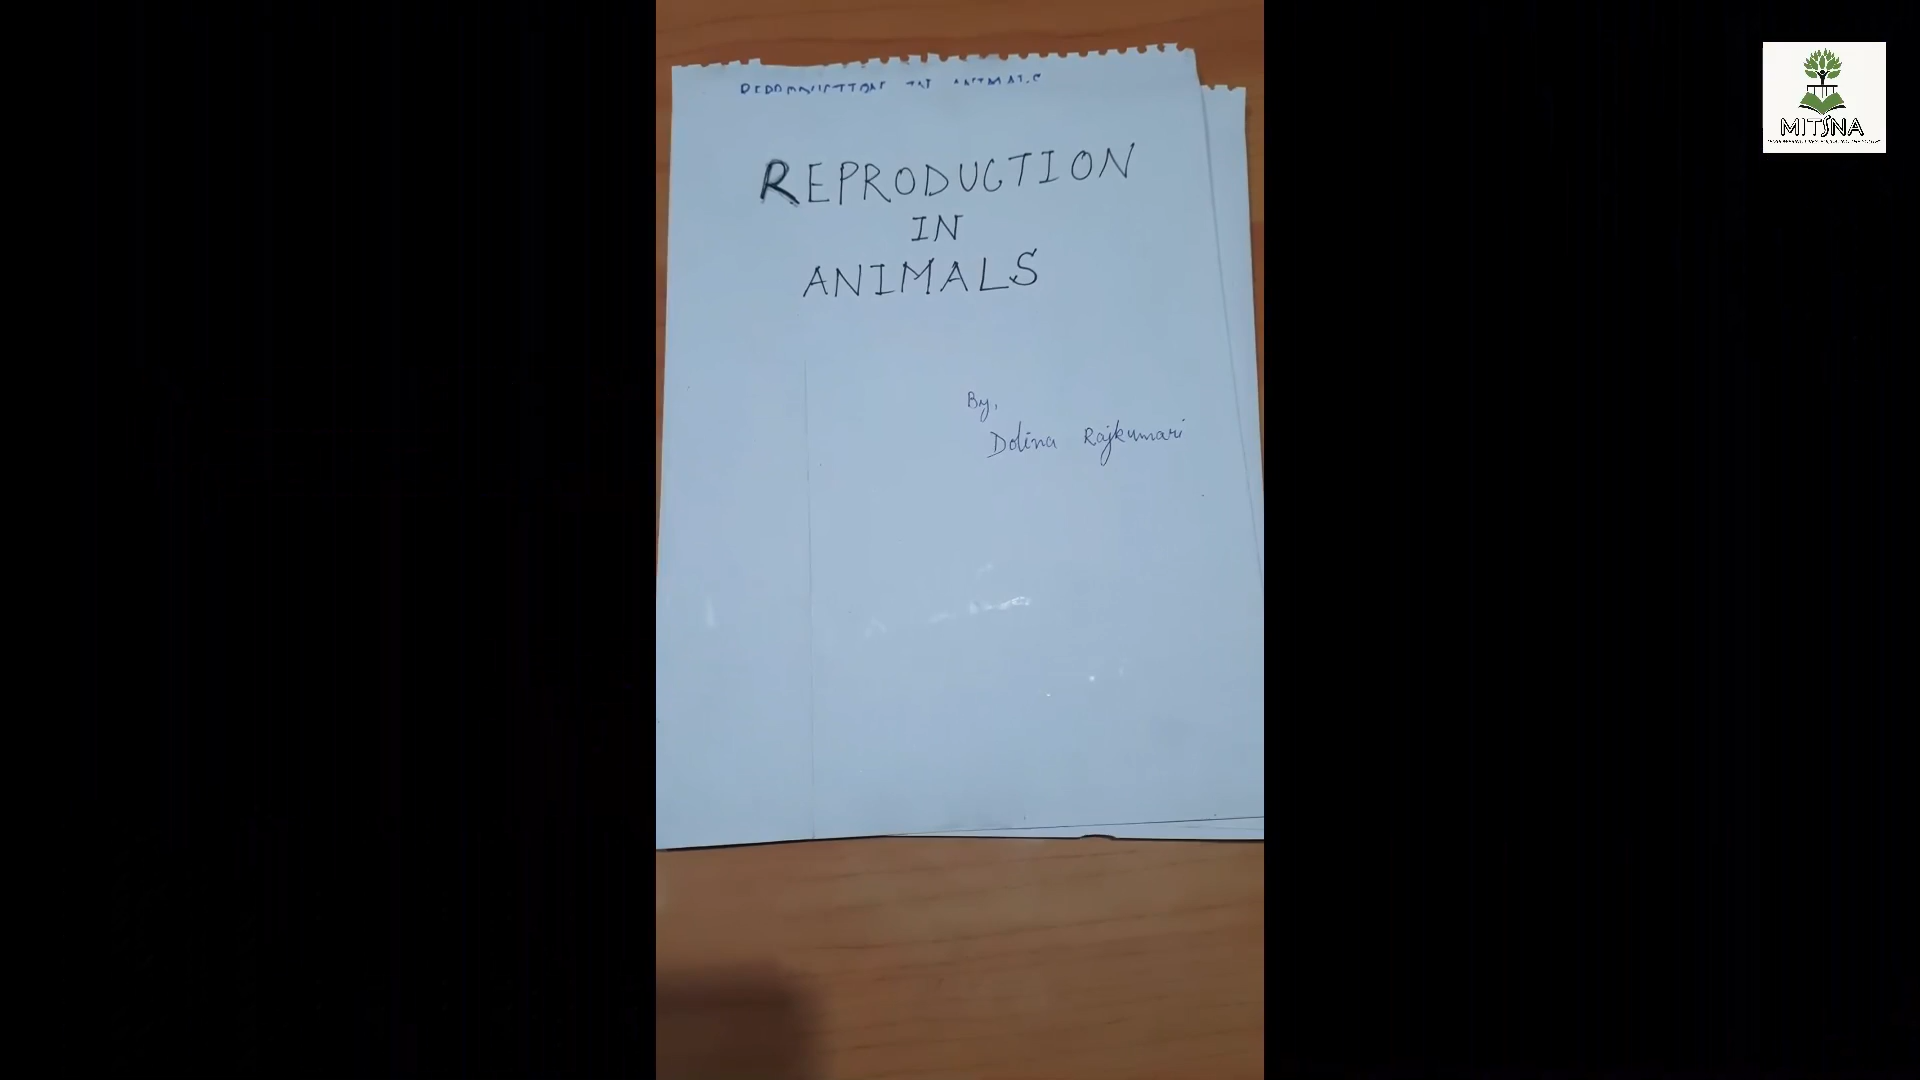 REPRODUCTION
IN
ANIMALS
By,
Dolina Rajkumari
MITSNA